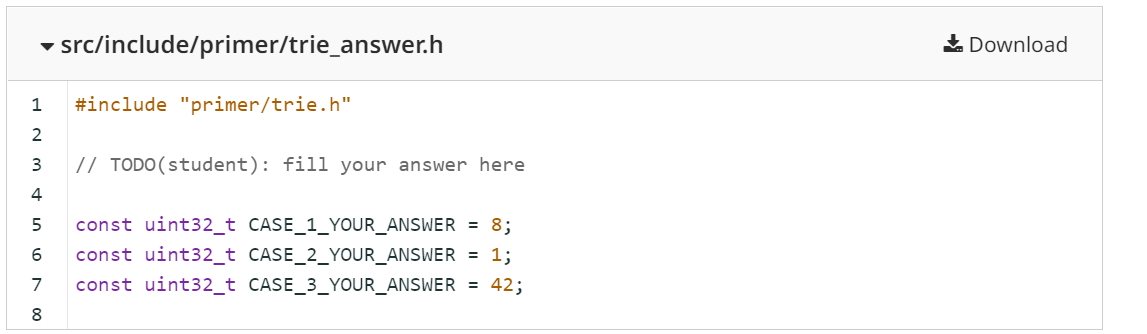 src/include/primer/trie_answer.h
Download
1 #include "primer/trie.h"
2
3 // TODO(student): fill your answer here
4
5 const uint32_t CASE_1_YOUR_ANSWER = 8;
6 const uint32_t CASE_2_YOUR_ANSWER = 1;
7 const uint32_t CASE_3_YOUR_ANSWER = 42;
8